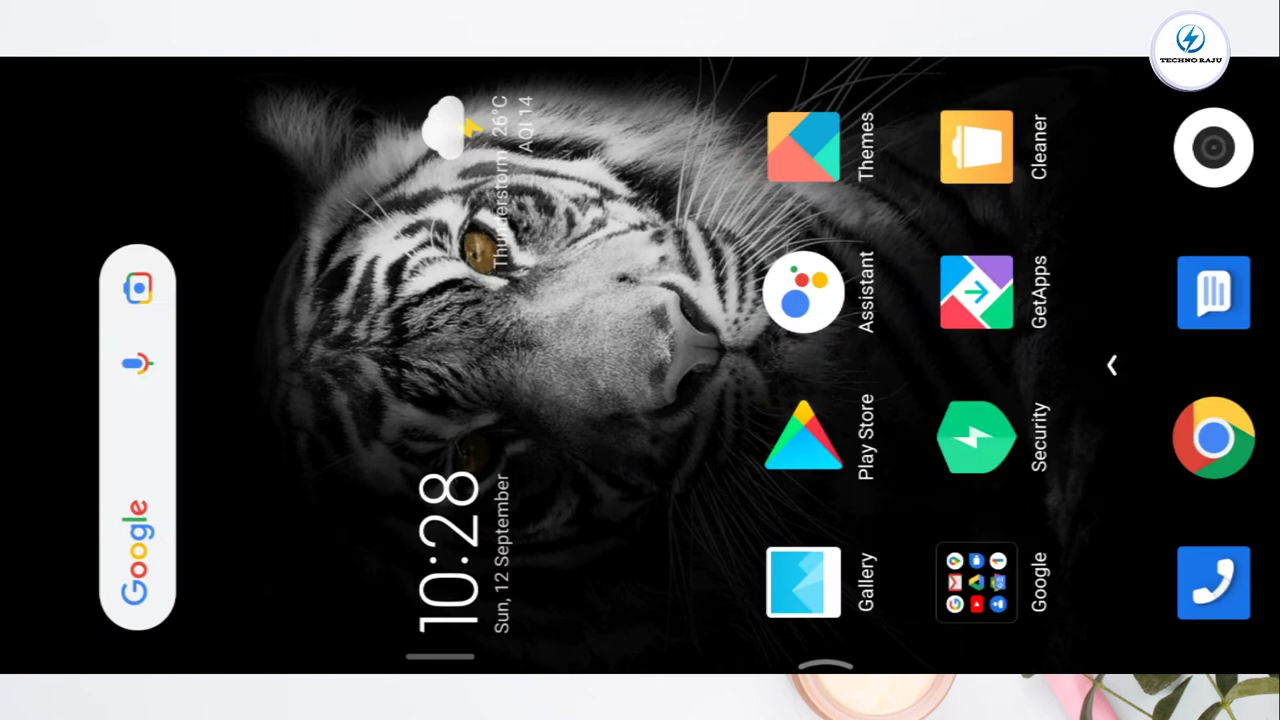 TECHNO RAJU
Google
10:28
Sun, 12 September
Thunderstorm 26°C
AQI 14
Gallery
Play Store
Assistant
Themes
Google
Security
GetApps
Cleaner